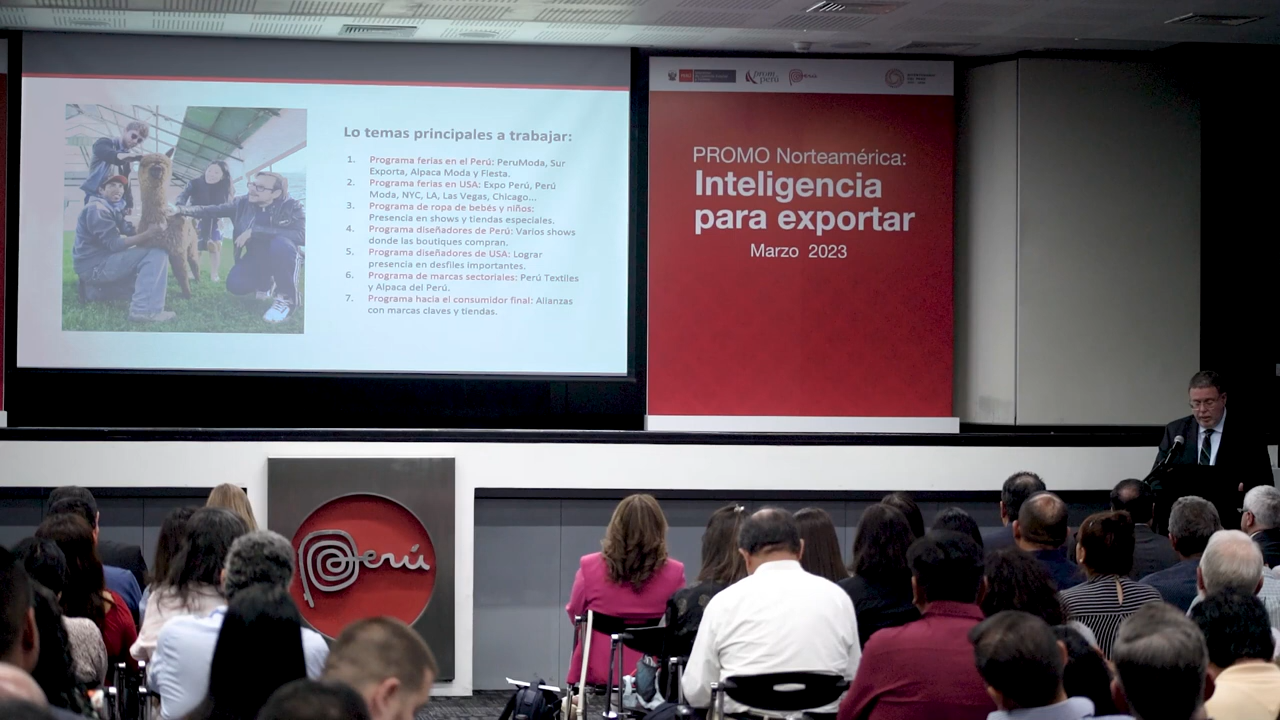 Lo temas principales a trabajar:
1. Programa ferias en el Perú: PeruModa, Sur
Exporta, Alpaca Moda y Fiesta.
2. Programa ferias en USA: Expo Perú, Perú
Moda, NYC, LA, Las Vegas, Chicago...
3. Programa de ropa de bebés y niños:
Presencia en shows y tiendas especiales.
4. Programa diseñadores de Perú: Varios shows
donde las boutiques compran.
5. Programa diseñadores de USA: Lograr
presencia en desfiles importantes.
6. Programa de marcas sectoriales: Perú Textiles
y Alpaca del Perú.
7. Programa hacia el consumidor final: Alianzas
con marcas claves y tiendas.
PERÚ
prom
perú
PROMO Norteamérica:
Inteligencia
para exportar
Marzo 2023
Perú